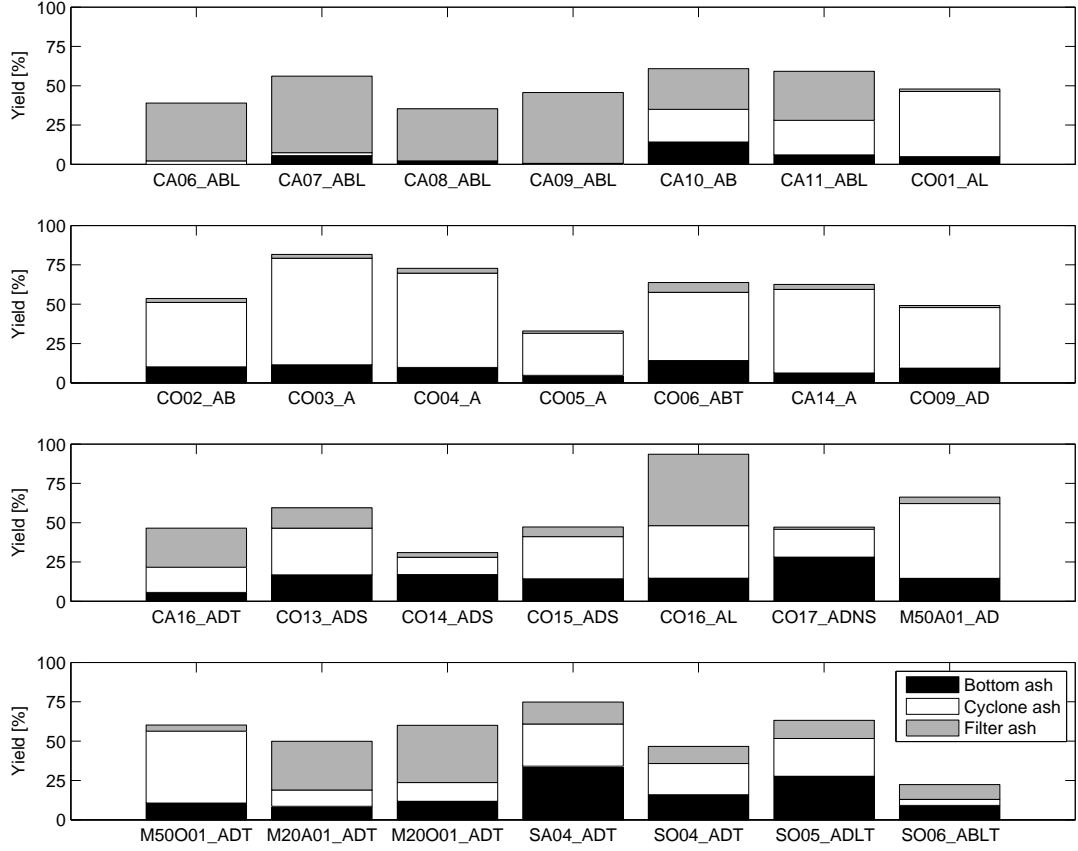 100
75
50
25
0
Yield [%]
CA06_ABL CA07_ABL CA08_ABL CA09_ABL CA10_AB CA11_ABL CO01_AL
100
75
50
25
0
Yield [%]
CO02_AB CO03_A CO04_A CO05_A CO06_ABT CA14_A CO09_AD
100
75
50
25
0
Yield [%]
CA16_ADT CO13_ADS CO14_ADS CO15_ADS CO16_AL CO17_ADNS M50A01_AD
100
75
50
25
0
Yield [%]
Bottom ash
Cyclone ash
Filter ash
M50O01_ADT M20A01_ADT M20O01_ADT SA04_ADT SO04_ADT SO05_ADLT SO06_ABLT